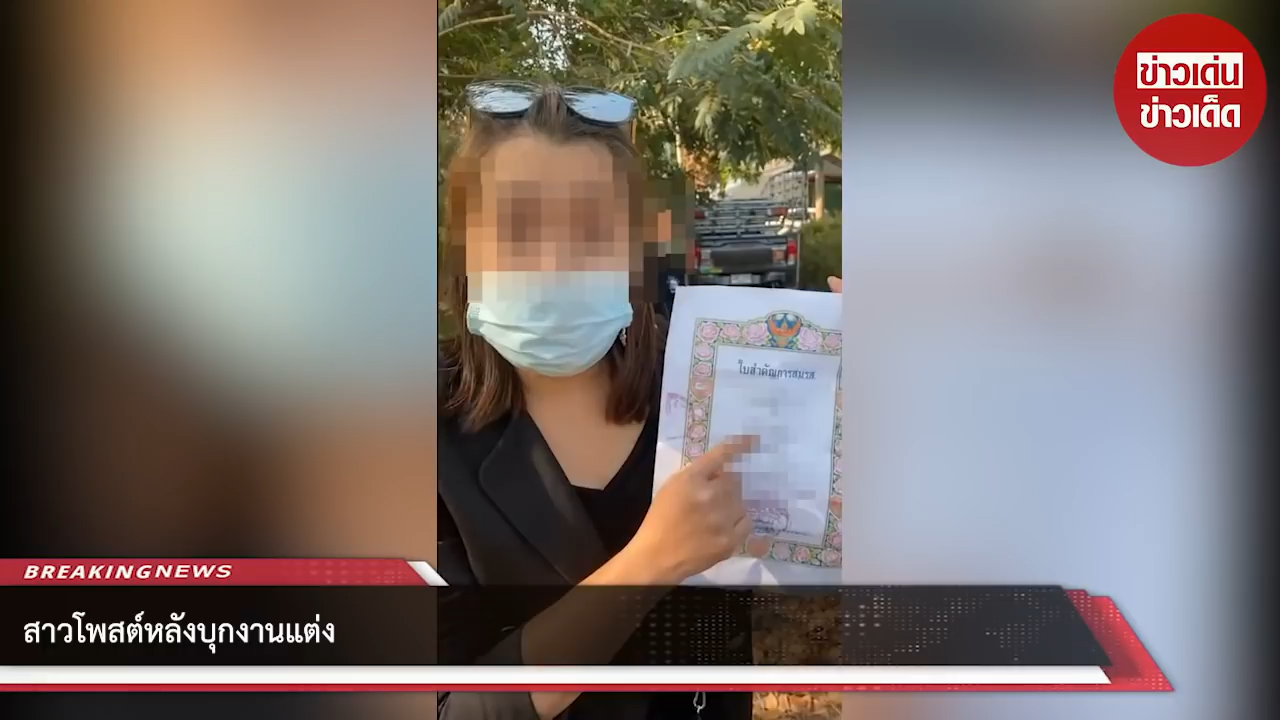 ข่าวเด่น
ข่าวเด็ด
ใบสำคัญการสมรส
BREAKING NEWS
สาวโพสต์หลังบุกงานแต่ง